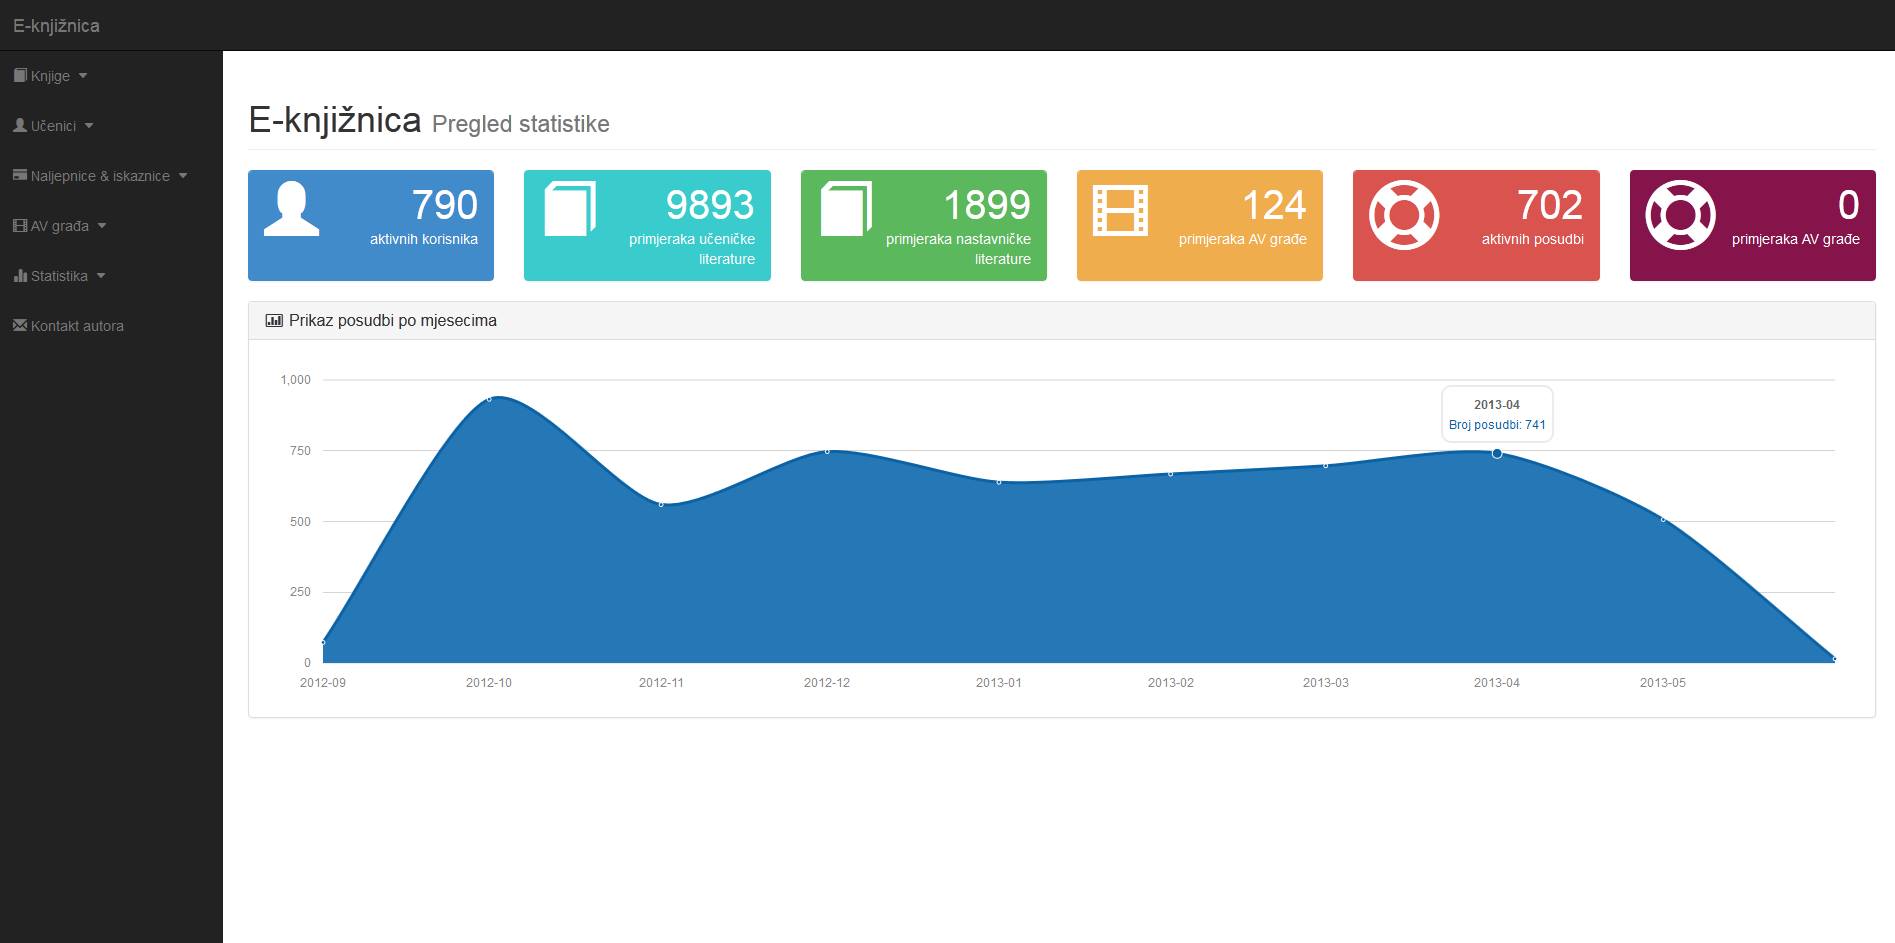 E-knjižnica
Knjige
Učenici
Naljepnice & iskaznice
AV građa
Statistika
Kontakt autora
E-knjižnica Pregled statistike
790
aktivnih korisnika
9893
primjeraka učeničke
literature
1899
primjeraka nastavničke
literature
124
primjeraka AV građe
702
aktivnih posudbi
0
primjeraka AV građe
Prikaz posudbi po mjesecima
1,000
750
500
250
0
2013-04
Broj posudbi: 741
2012-09
2012-10
2012-11
2012-12
2013-01
2013-02
2013-03
2013-04
2013-05